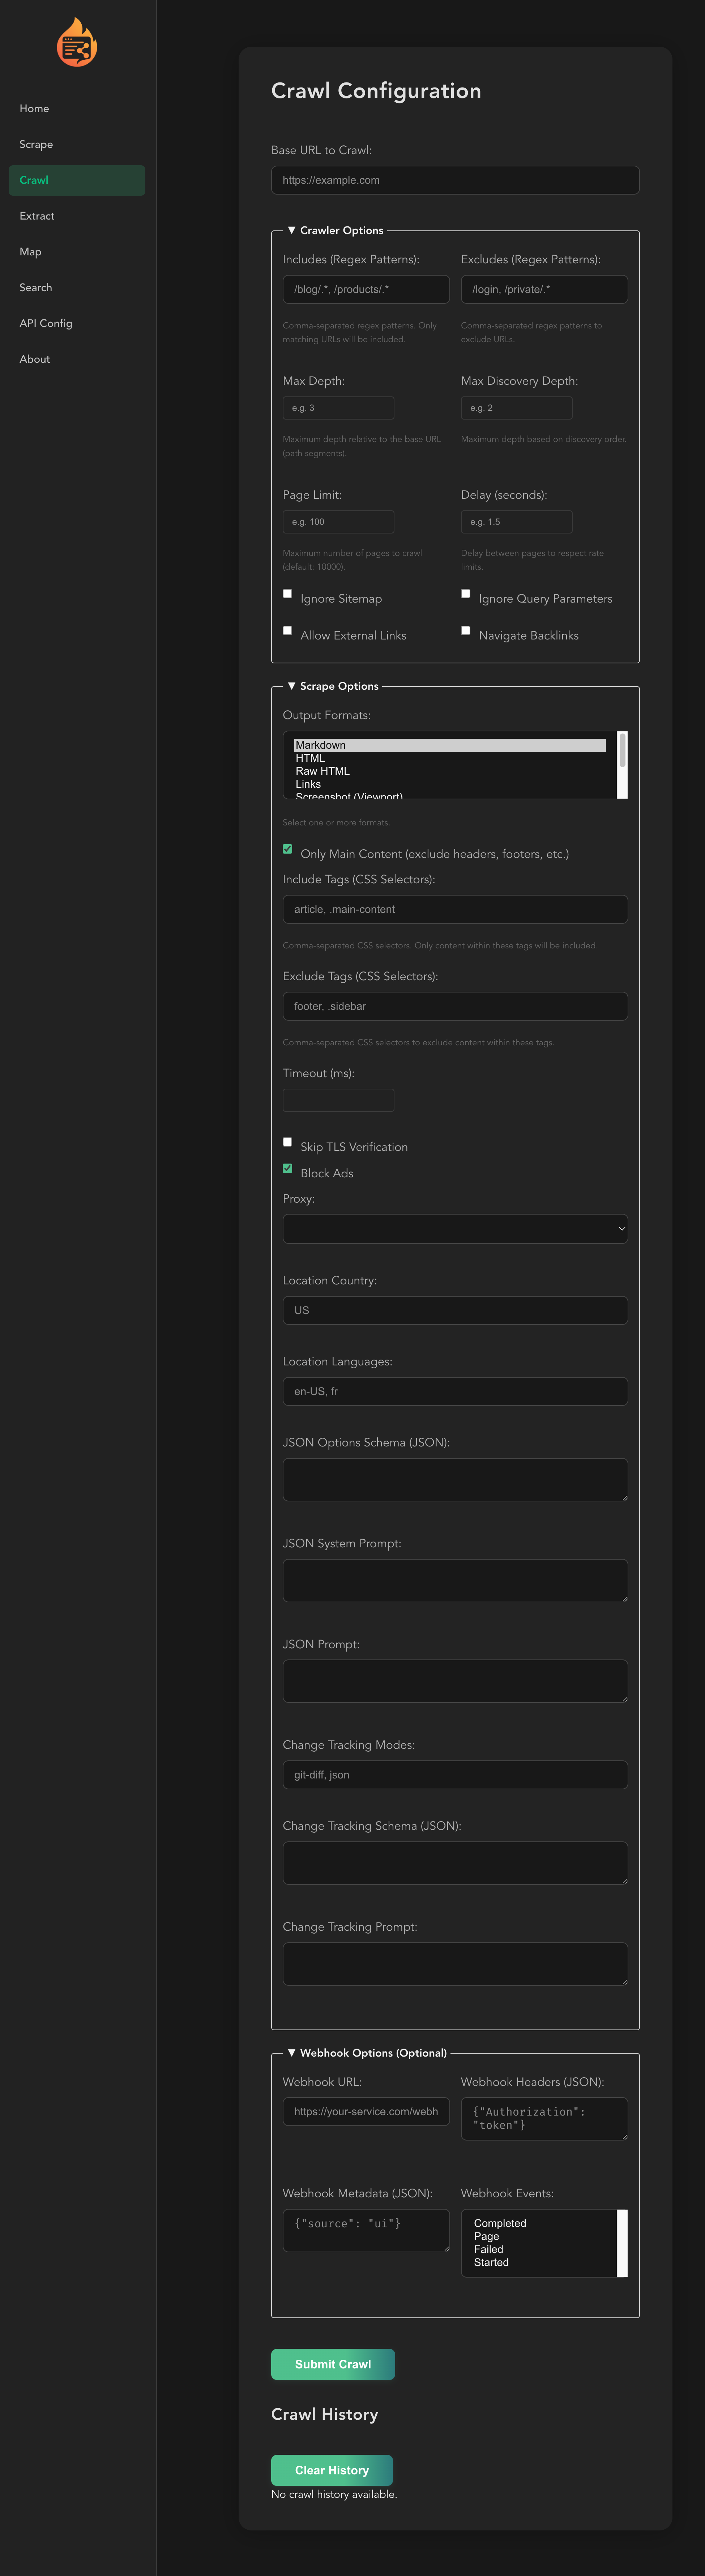 Home
Scrape
Crawl
Extract
Map
Search
API Config
About
Crawl Configuration
Base URL to Crawl:
https://example.com
▼ Crawler Options
Includes (Regex Patterns):
/blog/.*, /products/.*
Comma-separated regex patterns. Only
matching URLs will be included.
Excludes (Regex Patterns):
/login, /private/.*
Comma-separated regex patterns to
exclude URLs.
Max Depth:
e.g. 3
Maximum depth relative to the base URL
(path segments).
Max Discovery Depth:
e.g. 2
Maximum depth based on discovery order.
Page Limit:
e.g. 100
Maximum number of pages to crawl
(default: 10000).
Delay (seconds):
e.g. 1.5
Delay between pages to respect rate
limits.
Ignore Sitemap
Ignore Query Parameters
Allow External Links
Navigate Backlinks
▼ Scrape Options
Output Formats:
Markdown
HTML
Raw HTML
Links
Screenshot (Viewport)
Select one or more formats.
Only Main Content (exclude headers, footers, etc.)
Include Tags (CSS Selectors):
article, .main-content
Comma-separated CSS selectors. Only content within these tags will be included.
Exclude Tags (CSS Selectors):
footer, .sidebar
Comma-separated CSS selectors to exclude content within these tags.
Timeout (ms):
Skip TLS Verification
Block Ads
Proxy:
Location Country:
US
Location Languages:
en-US, fr
JSON Options Schema (JSON):
JSON System Prompt:
JSON Prompt:
Change Tracking Modes:
git-diff, json
Change Tracking Schema (JSON):
Change Tracking Prompt:
▼ Webhook Options (Optional)
Webhook URL:
https://your-service.com/webh
Webhook Headers (JSON):
{"Authorization":
"token"}
Webhook Metadata (JSON):
{"source": "ui"}
Webhook Events:
Completed
Page
Failed
Started
Submit Crawl
Crawl History
Clear History
No crawl history available.